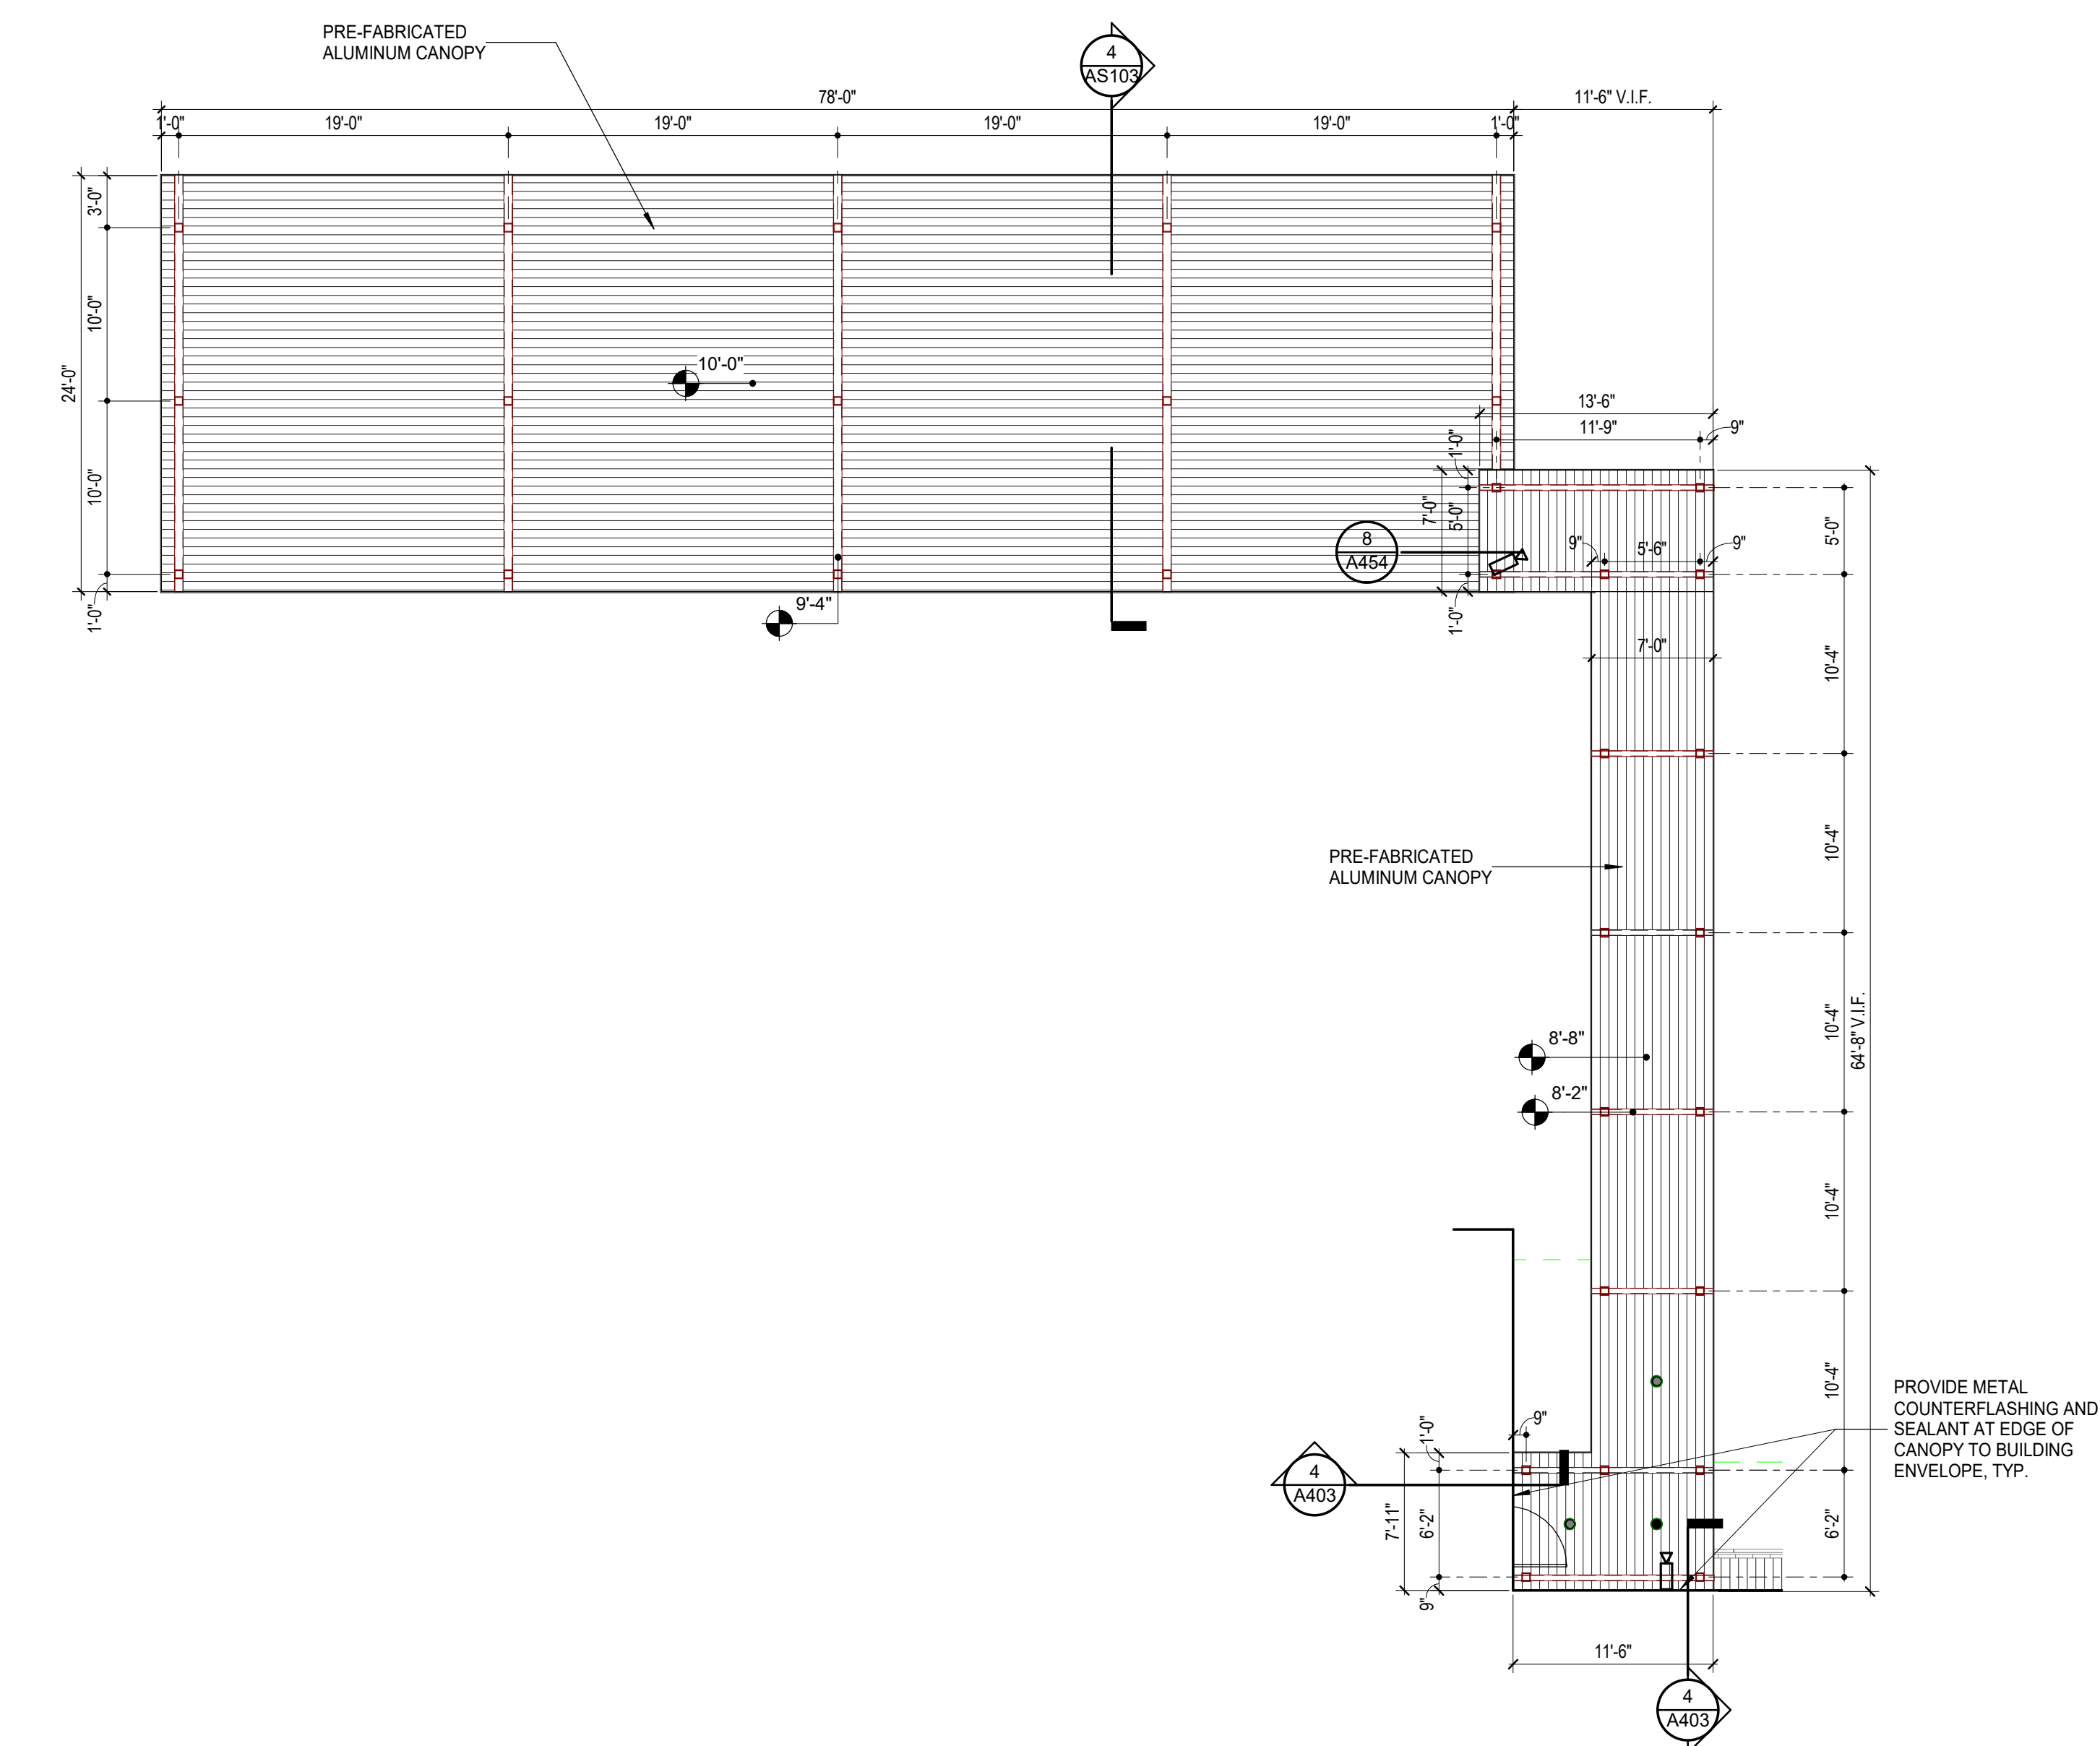 PRE-FABRICATED
ALUMINUM CANOPY
4
AS103
78'-0"
11'-6" V.I.F.
1'-0"
19'-0"
19'-0"
19'-0"
19'-0"
1'-0"
3'-0"
10'-0"
24'-0"
10'-0"
1'-0"
10'-0"
9'-4"
13'-6"
11'-9"
9"
1'-0"
7'-0"
5'-0"
1'-0"
8
A454
9"
5'-6"
9"
5'-0"
7'-0"
10'-4"
PRE-FABRICATED
ALUMINUM CANOPY
10'-4"
8'-8"
10'-4"
64'-8" V.I.F.
8'-2"
10'-4"
10'-4"
PROVIDE METAL
COUNTERFLASHING AND
SEALANT AT EDGE OF
CANOPY TO BUILDING
ENVELOPE, TYP.
9"
1'-0"
4
A403
7'-11"
6'-2"
6'-2"
9"
11'-6"
4
A403